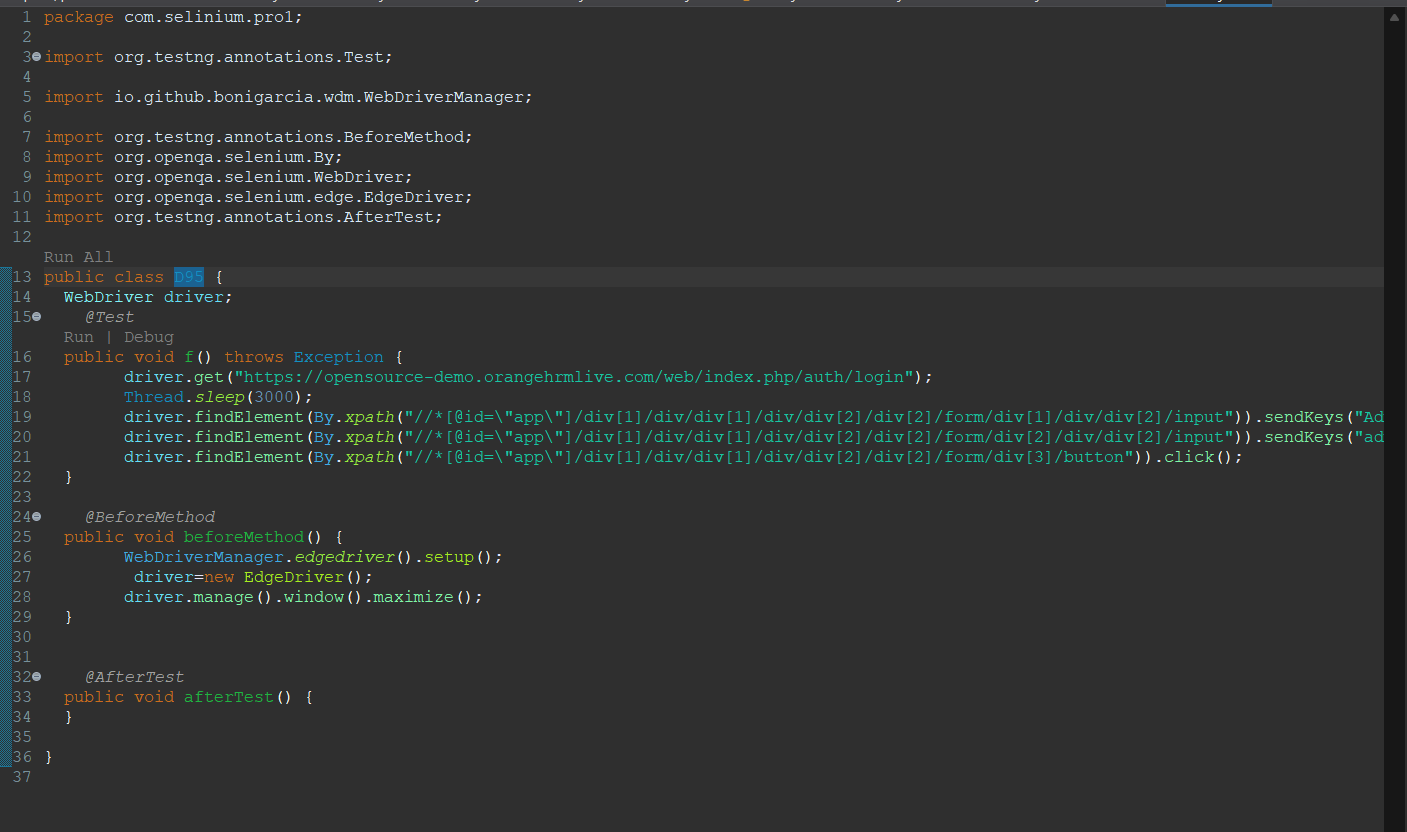 1 package com.selinium.pro1;
2
3 import org.testng.annotations.Test;
4
5 import io.github.bonigarcia.wdm.WebDriverManager;
6
7 import org.testng.annotations.BeforeMethod;
8 import org.openqa.selenium.By;
9 import org.openqa.selenium.WebDriver;
10 import org.openqa.selenium.edge.EdgeDriver;
11 import org.testng.annotations.AfterTest;
12
Run All
13 public class D95 {
14 WebDriver driver;
15 @Test
Run | Debug
16 public void f() throws Exception {
17 driver.get("https://opensource-demo.orangehrmlive.com/web/index.php/auth/login");
18 Thread.sleep(3000);
19 driver.findElement(By.xpath("//*[@id=\"app\"]/div[1]/div/div[1]/div/div[2]/div[2]/form/div[1]/div/div[2]/input")).sendKeys("Ad
20 driver.findElement(By.xpath("//*[@id=\"app\"]/div[1]/div/div[1]/div/div[2]/div[2]/form/div[2]/div/div[2]/input")).sendKeys("ad
21 driver.findElement(By.xpath("//*[@id=\"app\"]/div[1]/div/div[1]/div/div[2]/div[2]/form/div[3]/button")).click();
22 }
23
24 @BeforeMethod
25 public void beforeMethod() {
26 WebDriverManager.edgedriver().setup();
27 driver=new EdgeDriver();
28 driver.manage().window().maximize();
29 }
30
31
32 @AfterTest
33 public void afterTest() {
34 }
35
36 }
37